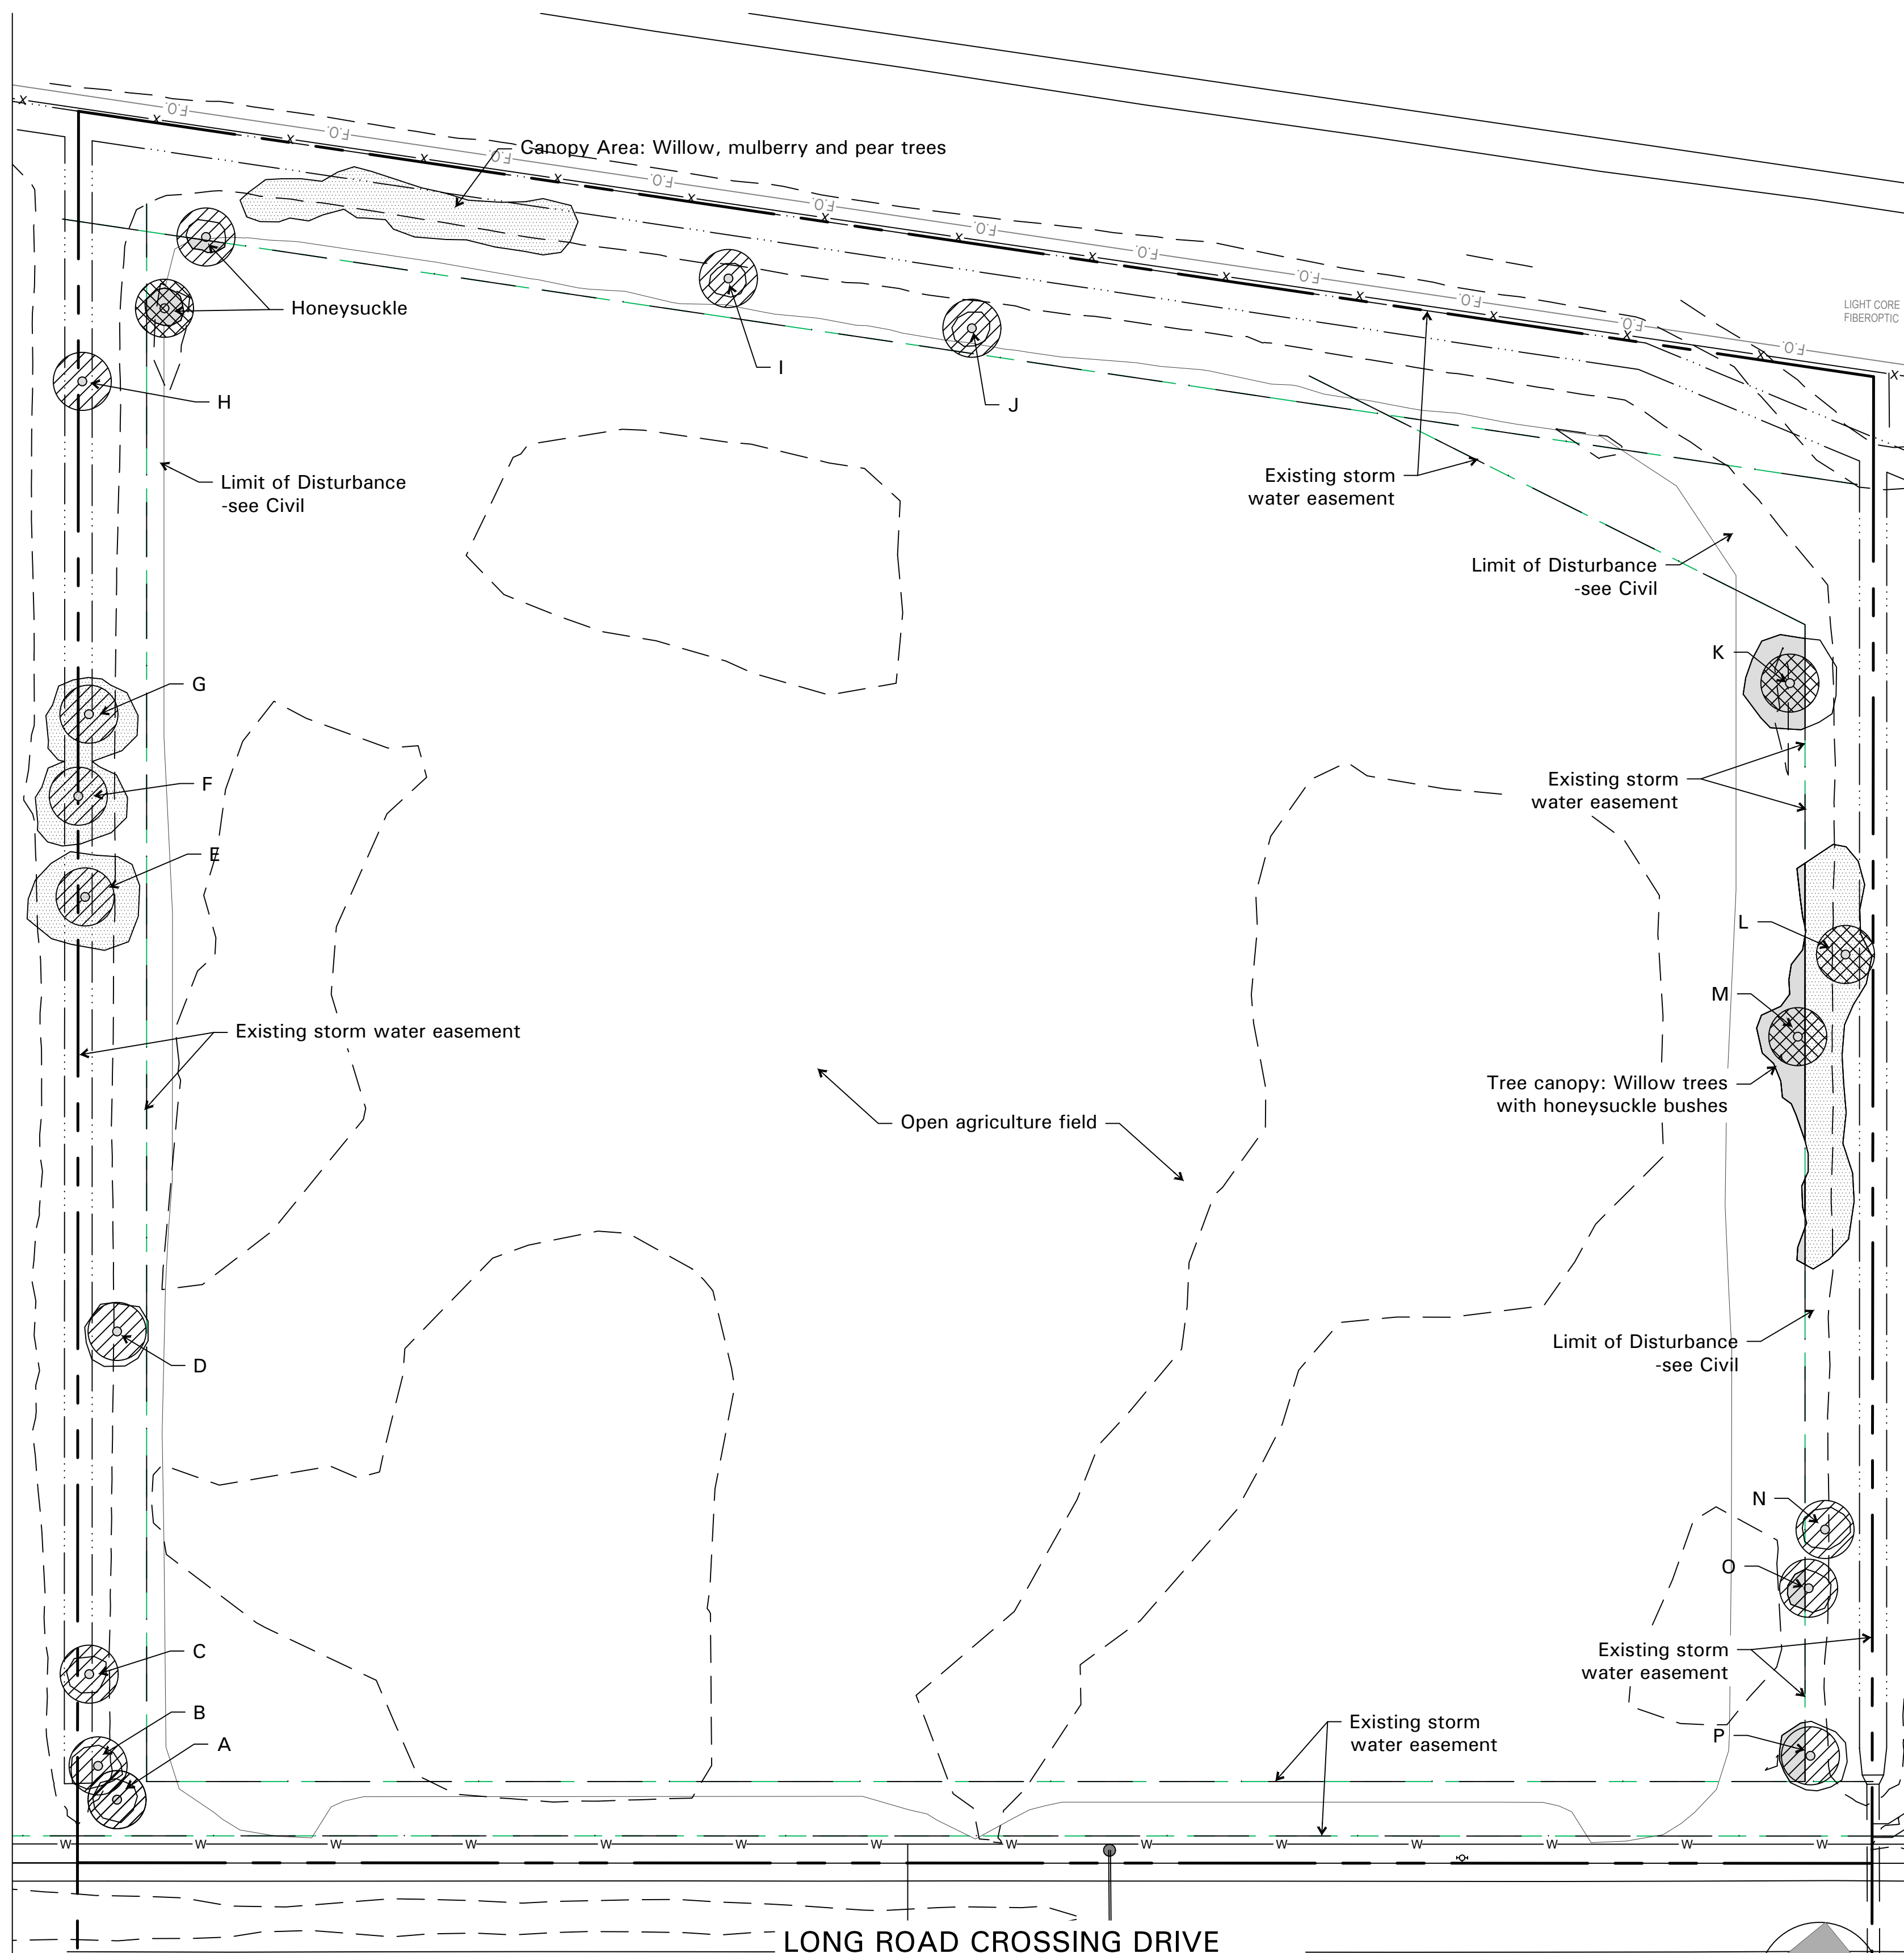 F.O. F.O. F.O. F.O. F.O. F.O. F.O. F.O. F.O. F.O. F.O.
x x x x x x x x x x x x x x x
Canopy Area: Willow, mulberry and pear trees
Honeysuckle
LIGHT CORE
FIBEROPTIC
I
H
J
Limit of Disturbance
-see Civil
Existing storm
water easement
Limit of Disturbance
-see Civil
K
G
F
Existing storm
water easement
E
L
M
Existing storm water easement
Tree canopy: Willow trees
with honeysuckle bushes
Open agriculture field
Limit of Disturbance
-see Civil
D
N
O
C
Existing storm
water easement
B
A
Existing storm
water easement
P
W W W W W W W W W W W W W W
LONG ROAD CROSSING DRIVE